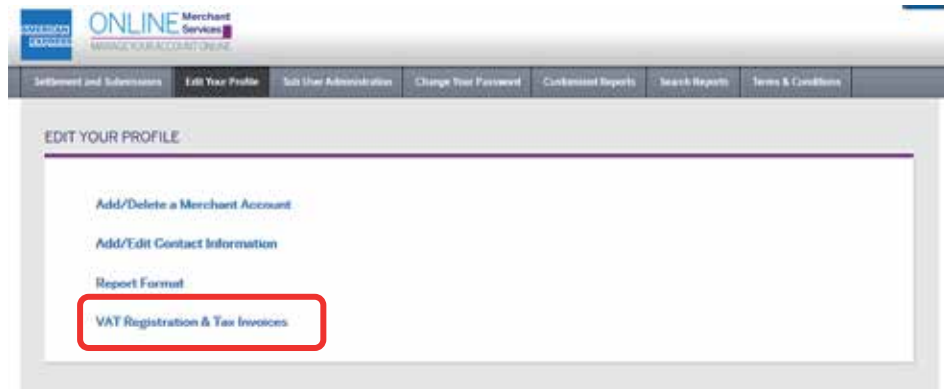 AMERICAN
EXPRESS
ONLINE Merchant Services
MANAGE YOUR ACCOUNT ONLINE
Settlement and Submissions Edit Your Profile Sub User Administration Change Your Password Customised Reports Search Reports Terms & Conditions
EDIT YOUR PROFILE
Add/Delete a Merchant Account
Add/Edit Contact Information
Report Format
VAT Registration & Tax Invoices